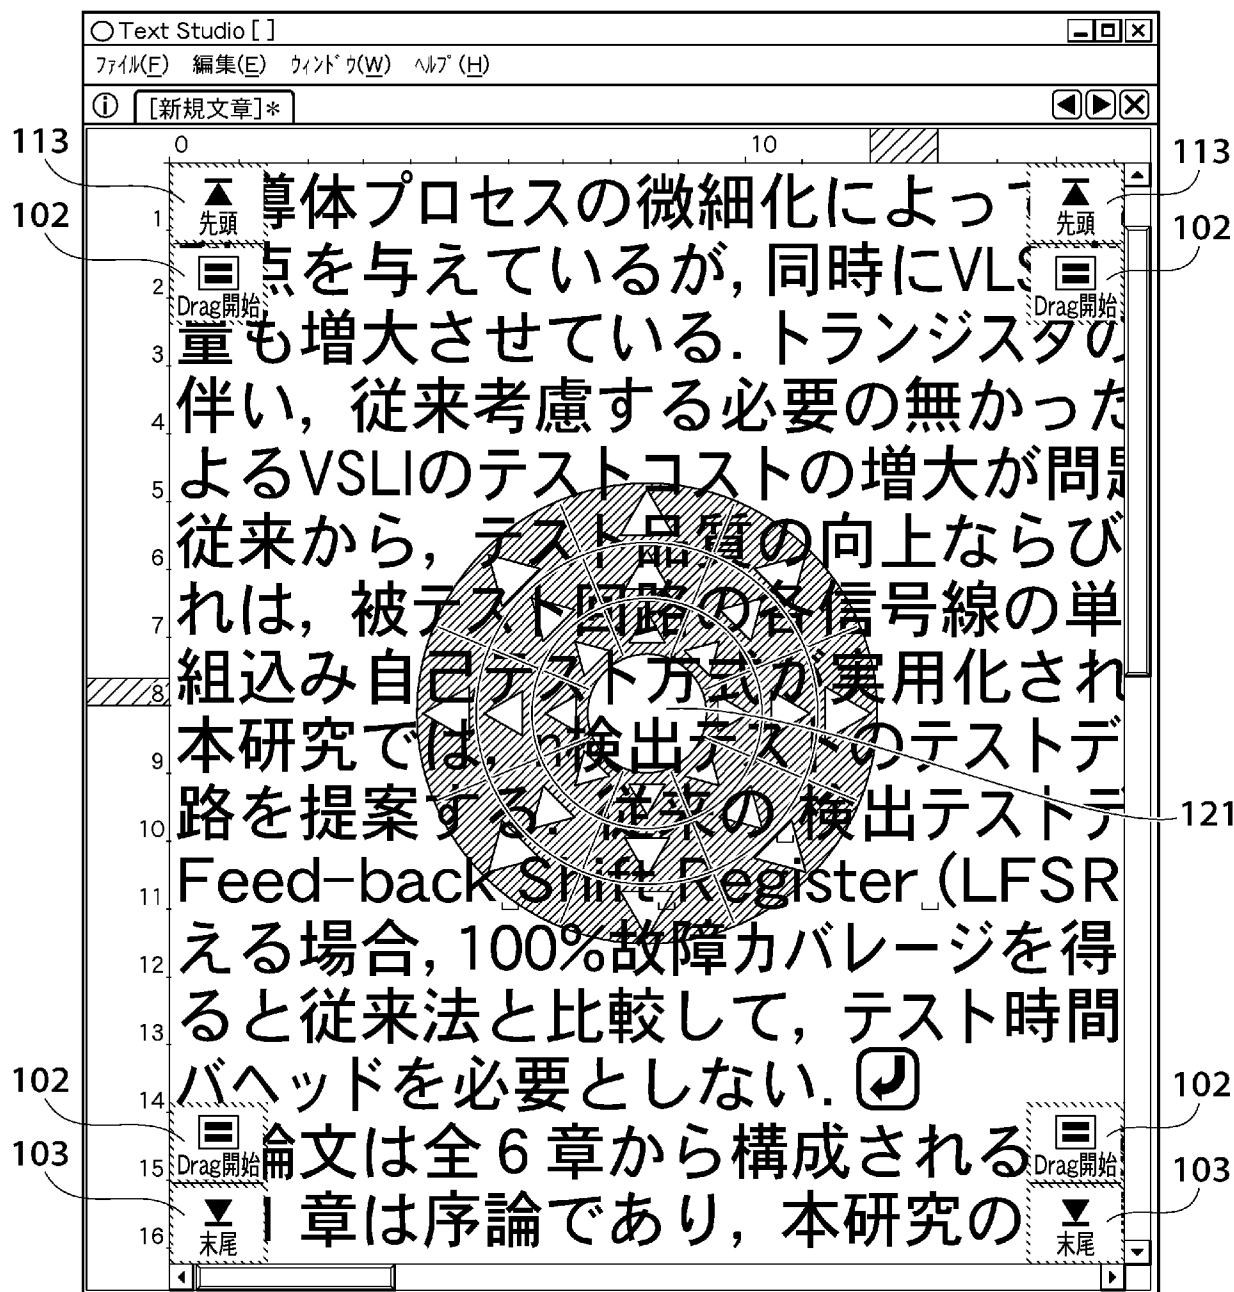 Text Studio [ ]
ファイル(F) 編集(E) ウィンドウ(W) ヘルプ(H)
[新規文章]*
0 10
113 先頭 導体プロセスの微細化によって 先頭 113
102 Drag開始 点を与えているが, 同時にVLS Drag開始 102
1
2
3 量も増大させている. トランジスタの
4 伴い, 従来考慮する必要の無かった
5 よるVSLIのテストコストの増大が問題
6 従来から, テスト品質の向上ならび
7 れは, 被テスト回路の各信号線の単
8 組込み自己テスト方式が実用化され
9 本研究では, n検出テストのテストデ
10 路を提案する. 従来の 検出テストデ
121
11 Feed-back Shift Register (LFSR
12 える場合, 100%故障カバレージを得
13 ると従来法と比較して, テスト時間
14 バヘッドを必要としない.
102 15 Drag開始 論文は全6章から構成される Drag開始 102
103 16 末尾 1章は序論であり, 本研究の 末尾 103